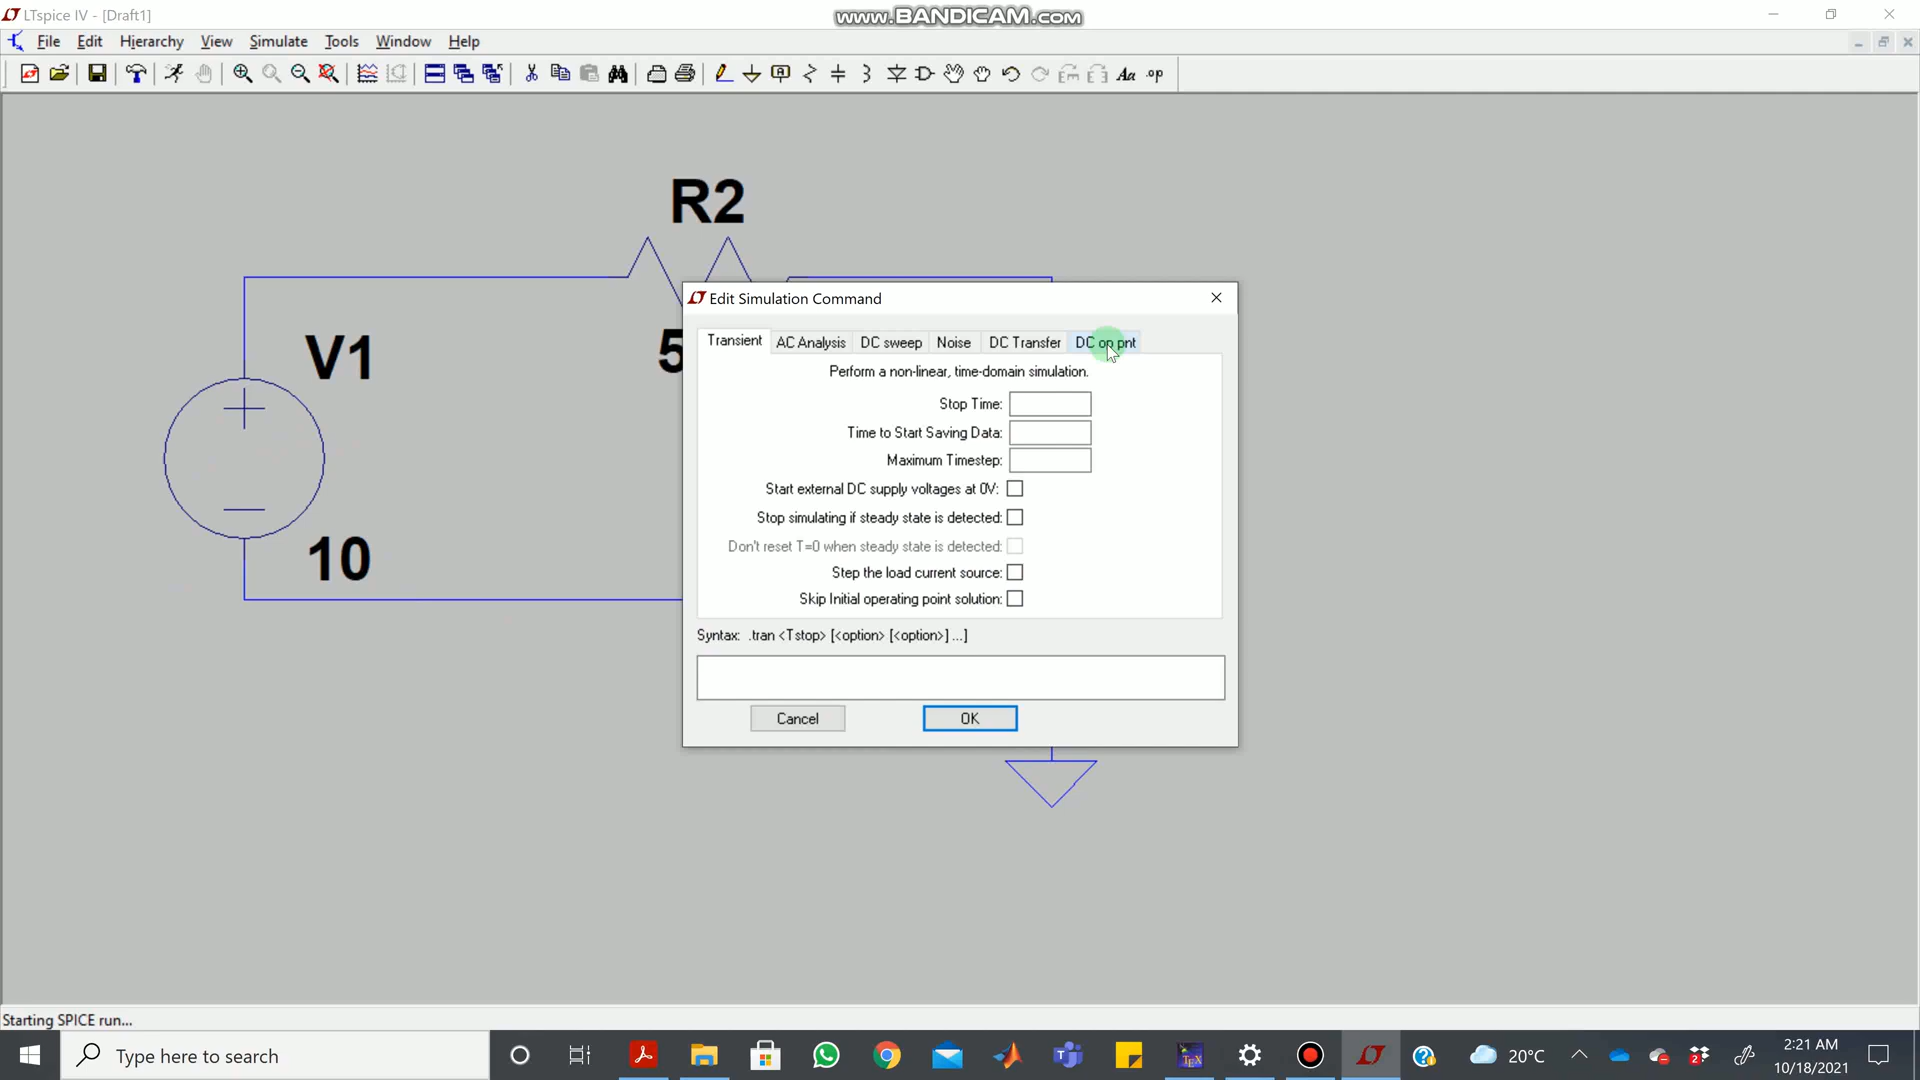 LTspice IV - [Draft1]
www.BANDICAM.com
File Edit Hierarchy View Simulate Tools Window Help
Aa .op
R2
V1
5
10
Edit Simulation Command
Transient AC Analysis DC sweep Noise DC Transfer DC op pnt
Perform a non-linear, time-domain simulation.
Stop Time:
Time to Start Saving Data:
Maximum Timestep:
Start external DC supply voltages at 0V:
Stop simulating if steady state is detected:
Don't reset T=0 when steady state is detected:
Step the load current source:
Skip Initial operating point solution:
Syntax: .tran <Tstop> [<option> [<option>] ...]
Cancel OK
Starting SPICE run...
Type here to search
20°C
2:21 AM
10/18/2021